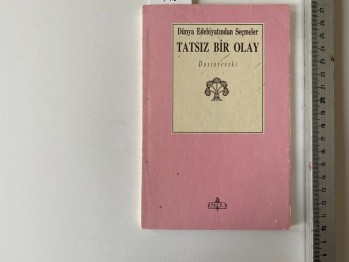 Dünya Edebiyatından Seçmeler
TATSIZ BİR OLAY
Dostoyevski